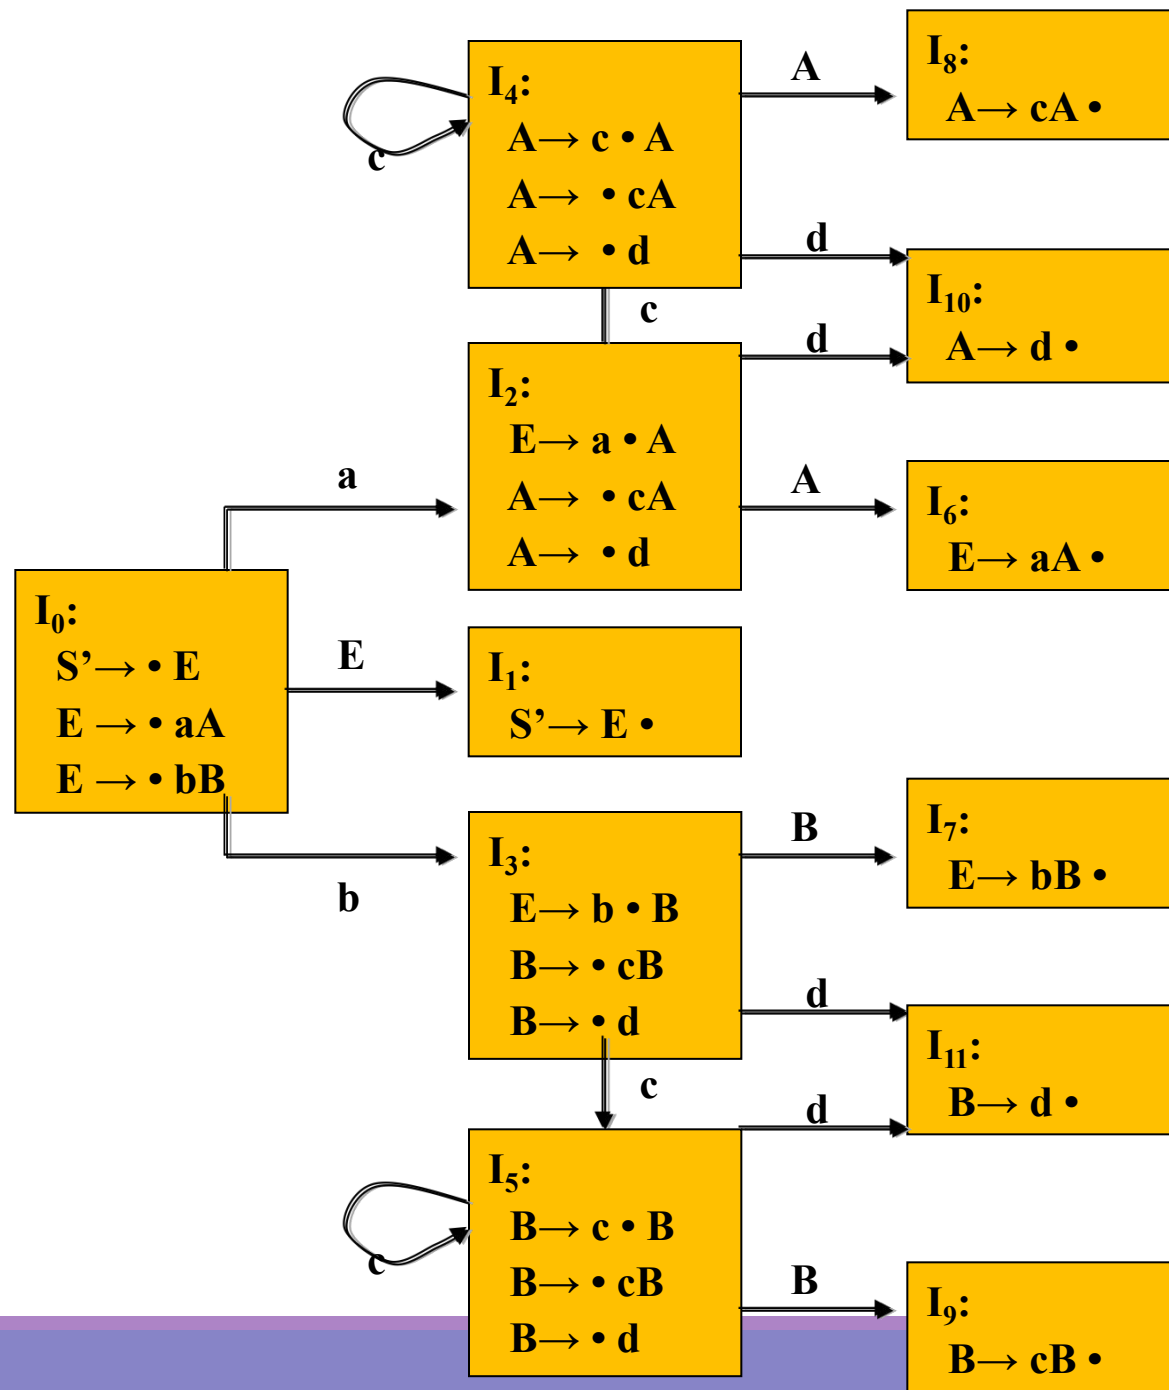 I₄:
A→ c • A
A→ • cA
A→ • d
c
A
I₈:
A→ cA •
d
I₁₀:
A→ d •
c
d
I₂:
E→ a • A
A→ • cA
A→ • d
a
A
I₆:
E→ aA •
I₀:
S’→ • E
E → • aA
E → • bB
E
I₁:
S’→ E •
b
I₃:
E→ b • B
B→ • cB
B→ • d
B
I₇:
E→ bB •
d
I₁₁:
B→ d •
c
d
I₅:
B→ c • B
B→ • cB
B→ • d
c
B
I₉:
B→ cB •